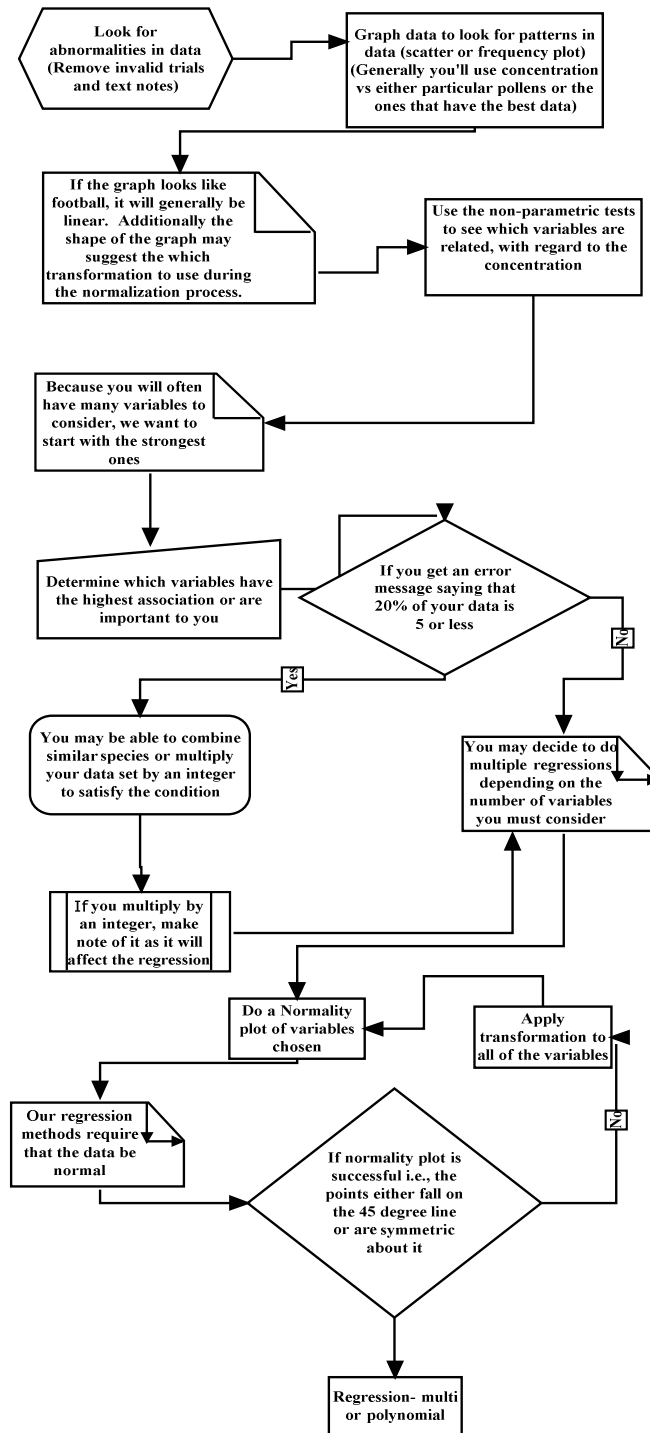 Look for
abnormalities in data
(Remove invalid trials
and text notes)
Graph data to look for patterns in
data (scatter or frequency plot)
(Generally you'll use concentration
vs either particular pollens or the
ones that have the best data)
If the graph looks like
football, it will generally be
linear. Additionally the
shape of the graph may
suggest the which
transformation to use during
the normalization process.
Use the non-parametric tests
to see which variables are
related, with regard to the
concentration
Because you will often
have many variables to
consider, we want to
start with the strongest
ones
Determine which variables have
the highest association or are
important to you
If you get an error
message saying that
20% of your data is
5 or less
No
Yes
You may be able to combine
similar species or multiply
your data set by an integer
to satisfy the condition
You may decide to do
multiple regressions
depending on the
number of variables
you must consider
If you multiply by
an integer, make
note of it as it will
affect the regression
Do a Normality
plot of variables
chosen
Apply
transformation to
all of the variables
Our regression
methods require
that the data be
normal
No
If normality plot is
successful i.e., the
points either fall on
the 45 degree line
or are symmetric
about it
Regression- multi
or polynomial